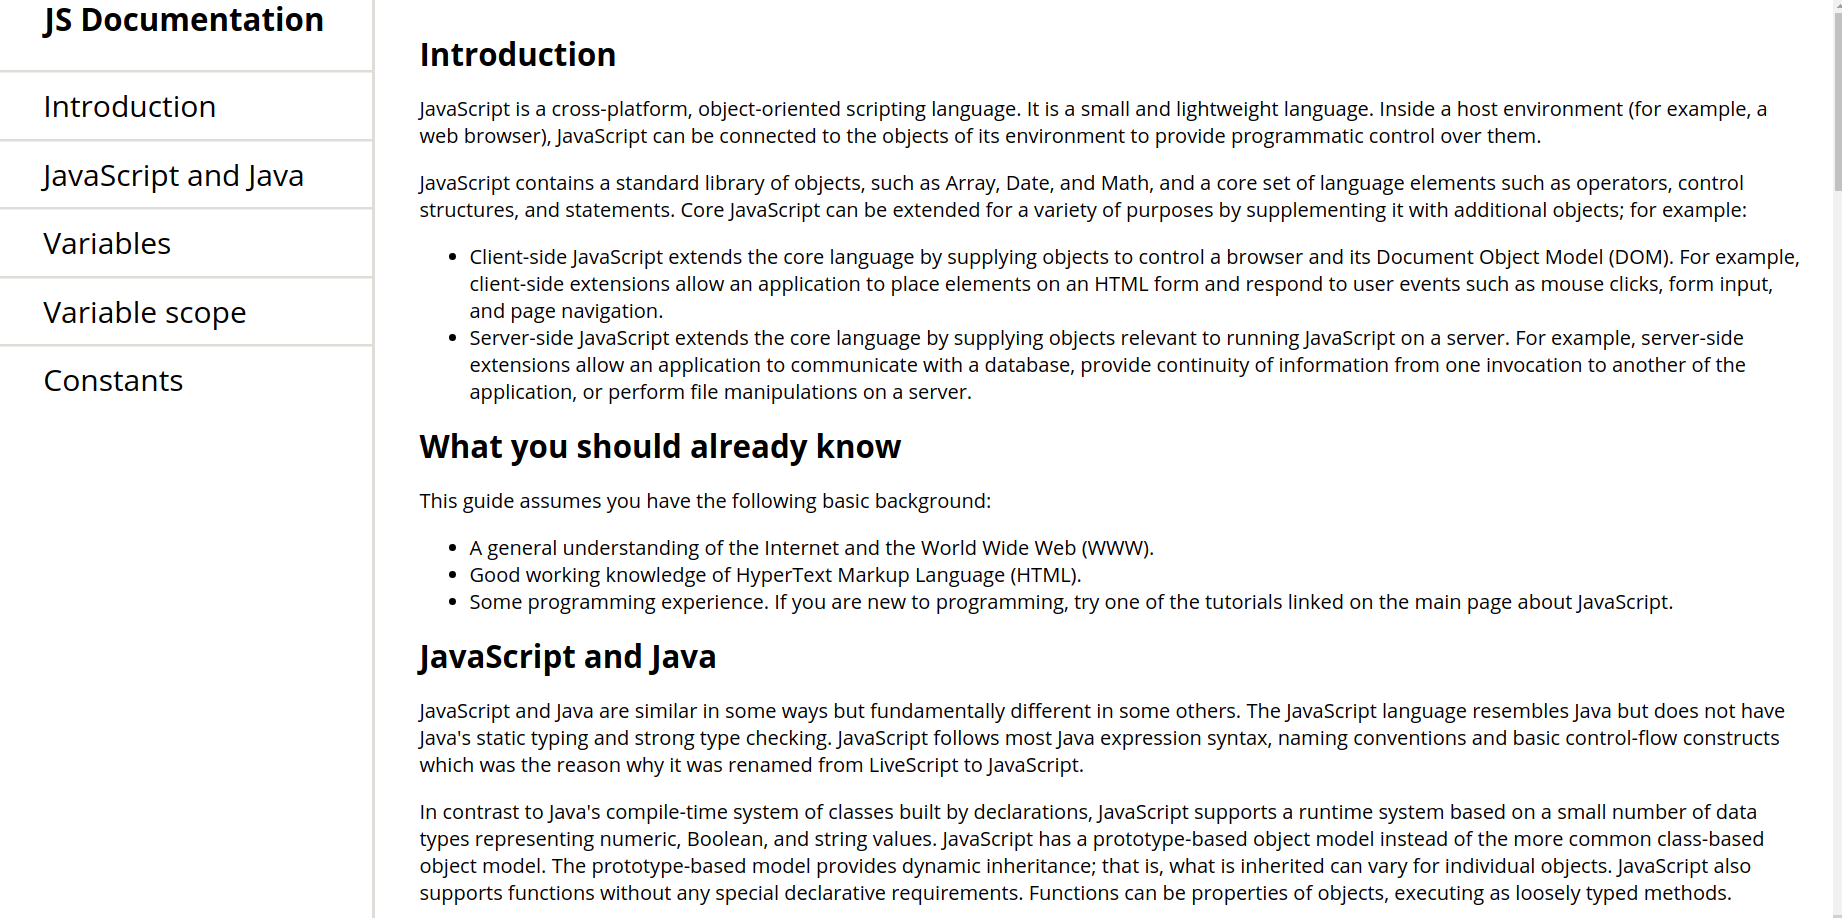 JS Documentation
Introduction
JavaScript and Java
Variables
Variable scope
Constants
Introduction
JavaScript is a cross-platform, object-oriented scripting language. It is a small and lightweight language. Inside a host environment (for example, a
web browser), JavaScript can be connected to the objects of its environment to provide programmatic control over them.
JavaScript contains a standard library of objects, such as Array, Date, and Math, and a core set of language elements such as operators, control
structures, and statements. Core JavaScript can be extended for a variety of purposes by supplementing it with additional objects; for example:
• Client-side JavaScript extends the core language by supplying objects to control a browser and its Document Object Model (DOM). For example,
client-side extensions allow an application to place elements on an HTML form and respond to user events such as mouse clicks, form input,
and page navigation.
• Server-side JavaScript extends the core language by supplying objects relevant to running JavaScript on a server. For example, server-side
extensions allow an application to communicate with a database, provide continuity of information from one invocation to another of the
application, or perform file manipulations on a server.
What you should already know
This guide assumes you have the following basic background:
• A general understanding of the Internet and the World Wide Web (WWW).
• Good working knowledge of HyperText Markup Language (HTML).
• Some programming experience. If you are new to programming, try one of the tutorials linked on the main page about JavaScript.
JavaScript and Java
JavaScript and Java are similar in some ways but fundamentally different in some others. The JavaScript language resembles Java but does not have
Java's static typing and strong type checking. JavaScript follows most Java expression syntax, naming conventions and basic control-flow constructs
which was the reason why it was renamed from LiveScript to JavaScript.
In contrast to Java's compile-time system of classes built by declarations, JavaScript supports a runtime system based on a small number of data
types representing numeric, Boolean, and string values. JavaScript has a prototype-based object model instead of the more common class-based
object model. The prototype-based model provides dynamic inheritance; that is, what is inherited can vary for individual objects. JavaScript also
supports functions without any special declarative requirements. Functions can be properties of objects, executing as loosely typed methods.